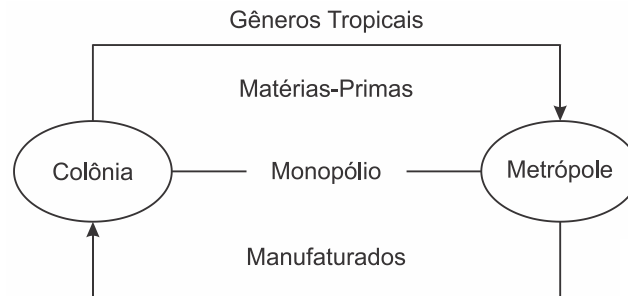 Gêneros Tropicais
Matérias-Primas
Colônia
Monopólio
Metrópole
Manufaturados